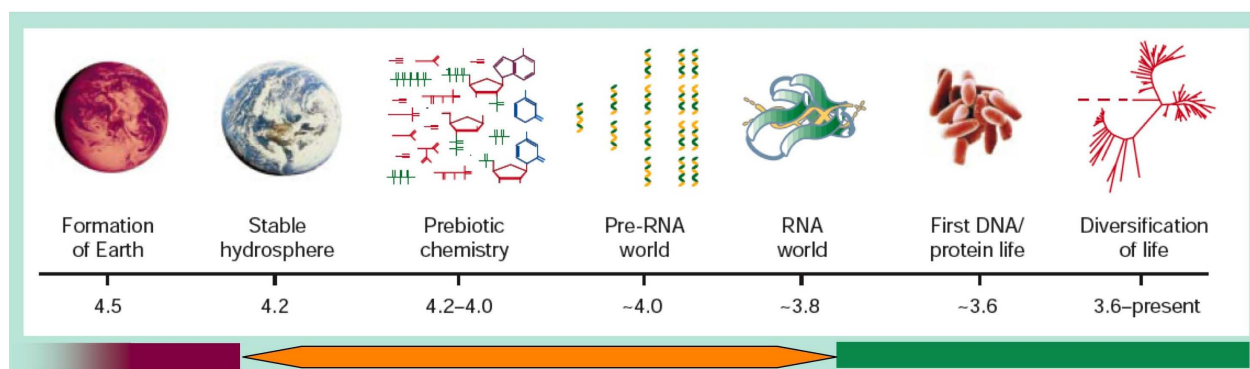 Formation
of Earth
Stable
hydrosphere
Prebiotic
chemistry
Pre-RNA
world
RNA
world
First DNA/
protein life
Diversification
of life
4.5
4.2
4.2–4.0
~4.0
~3.8
~3.6
3.6–present